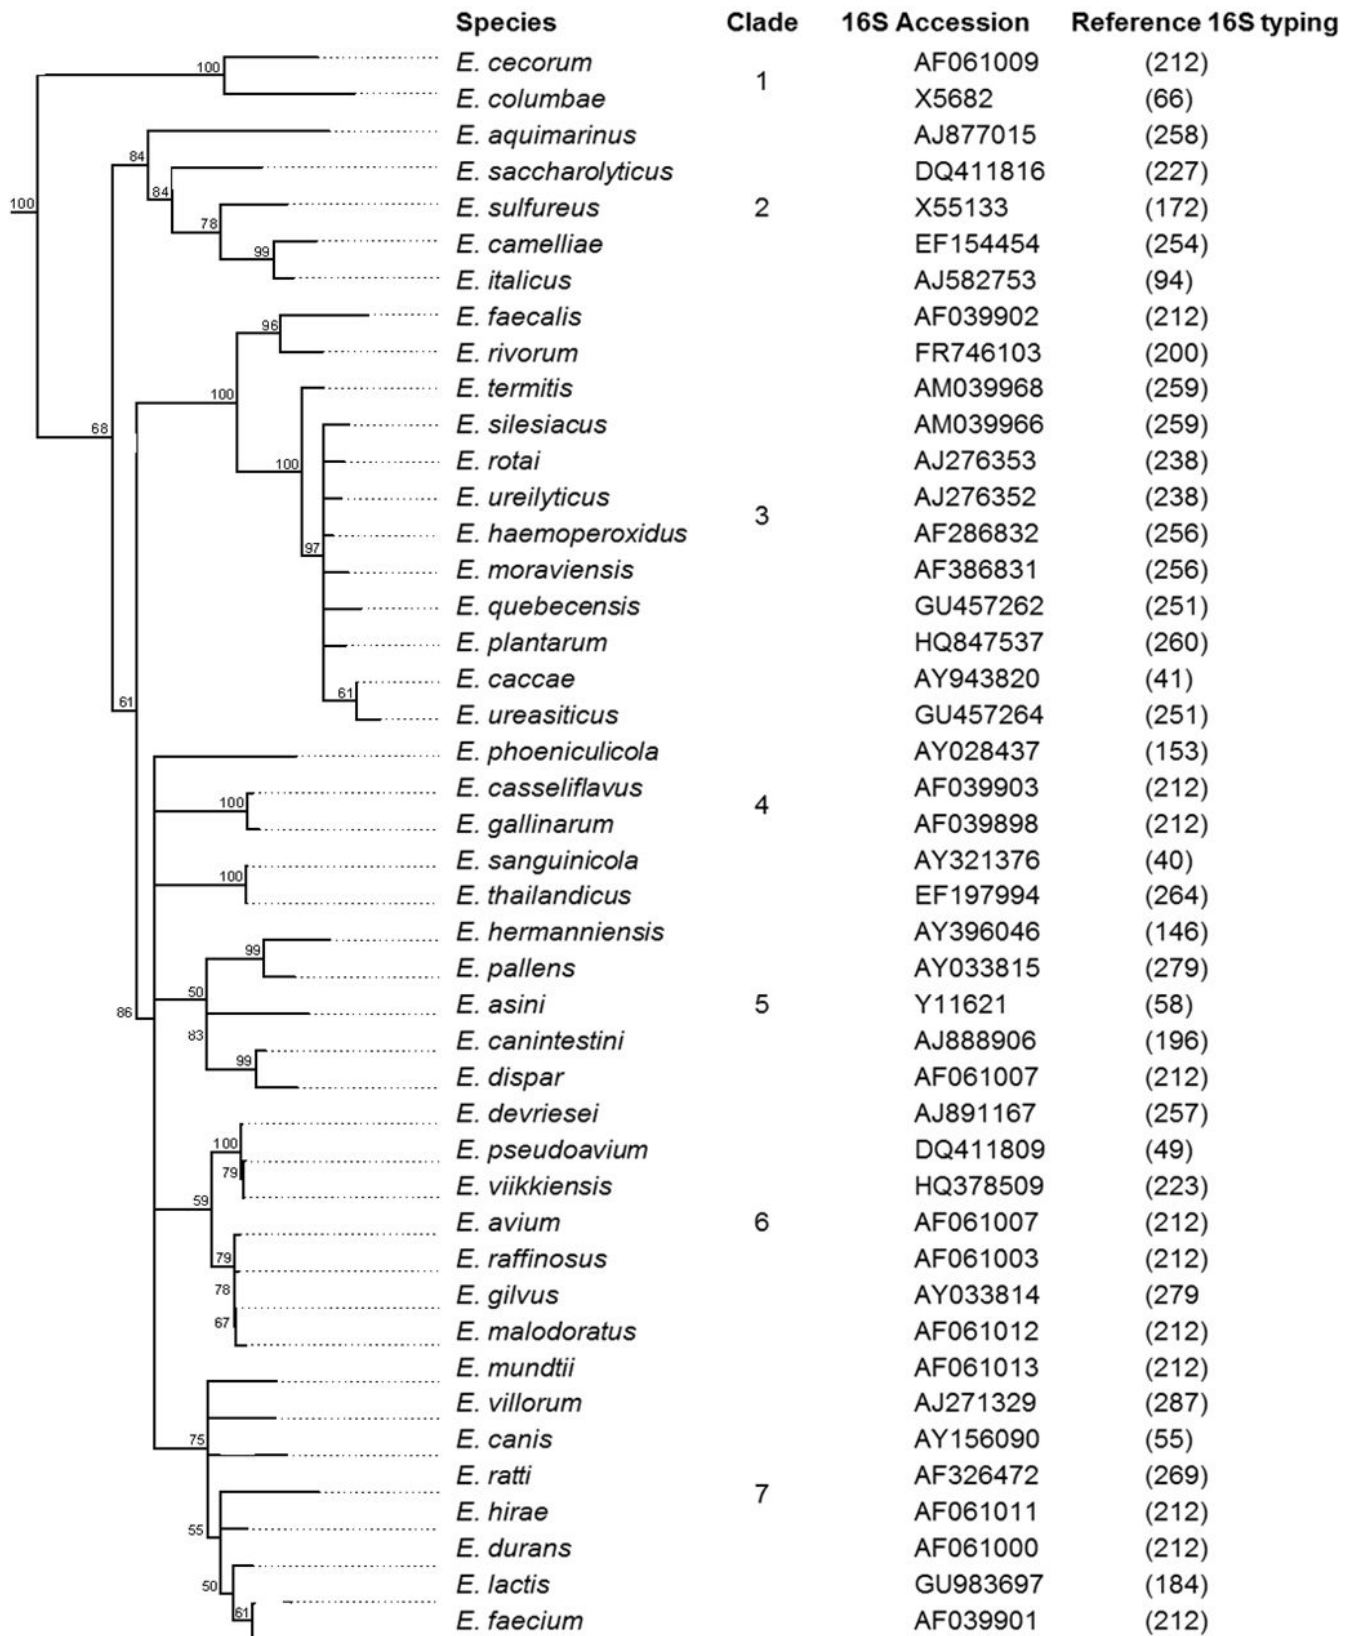 Species Clade 16S Accession Reference 16S typing
E. cecorum AF061009 (212)
100
1
E. columbae X5682 (66)
E. aquimarinus AJ877015 (258)
84
E. saccharolyticus DQ411816 (227)
84
100
E. sulfureus 2 X55133 (172)
78
E. camelliae EF154454 (254)
99
E. italicus AJ582753 (94)
E. faecalis AF039902 (212)
96
E. rivorum FR746103 (200)
E. termitis AM039968 (259)
100
E. silesiacus AM039966 (259)
68
E. rotai AJ276353 (238)
100
E. ureilyticus AJ276352 (238)
3
E. haemoperoxidus AF286832 (256)
97
E. moraviensis AF386831 (256)
E. quebecensis GU457262 (251)
E. plantarum HQ847537 (260)
E. caccae AY943820 (41)
61
61
E. ureasiticus GU457264 (251)
E. phoeniculicola AY028437 (153)
E. casseliflavus AF039903 (212)
100
4
E. gallinarum AF039898 (212)
E. sanguinicola AY321376 (40)
100
E. thailandicus EF197994 (264)
E. hermanniensis AY396046 (146)
99
E. pallens AY033815 (279)
50
E. asini 5 Y11621 (58)
86
83
E. canintestini AJ888906 (196)
99
E. dispar AF061007 (212)
E. devriesei AJ891167 (257)
100
E. pseudoavium DQ411809 (49)
79
E. viikkiensis HQ378509 (223)
59
E. avium 6 AF061007 (212)
E. raffinosus AF061003 (212)
79
78
E. gilvus AY033814 (279
67
E. malodoratus AF061012 (212)
E. mundtii AF061013 (212)
E. villorum AJ271329 (287)
75
E. canis AY156090 (55)
E. ratti AF326472 (269)
7
E. hirae AF061011 (212)
55
E. durans AF061000 (212)
50
E. lactis GU983697 (184)
61
E. faecium AF039901 (212)